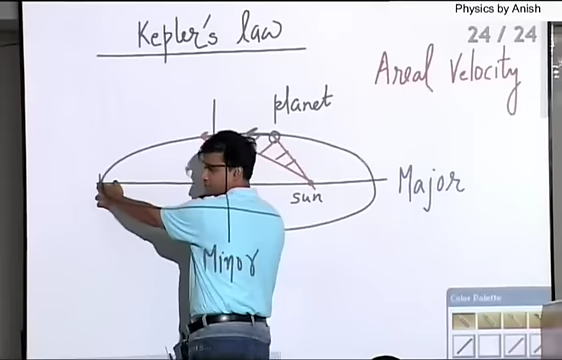 Physics by Anish
24 / 24
Kepler's law
Areal Velocity
planet
Major
sun
Minor
Color Palette